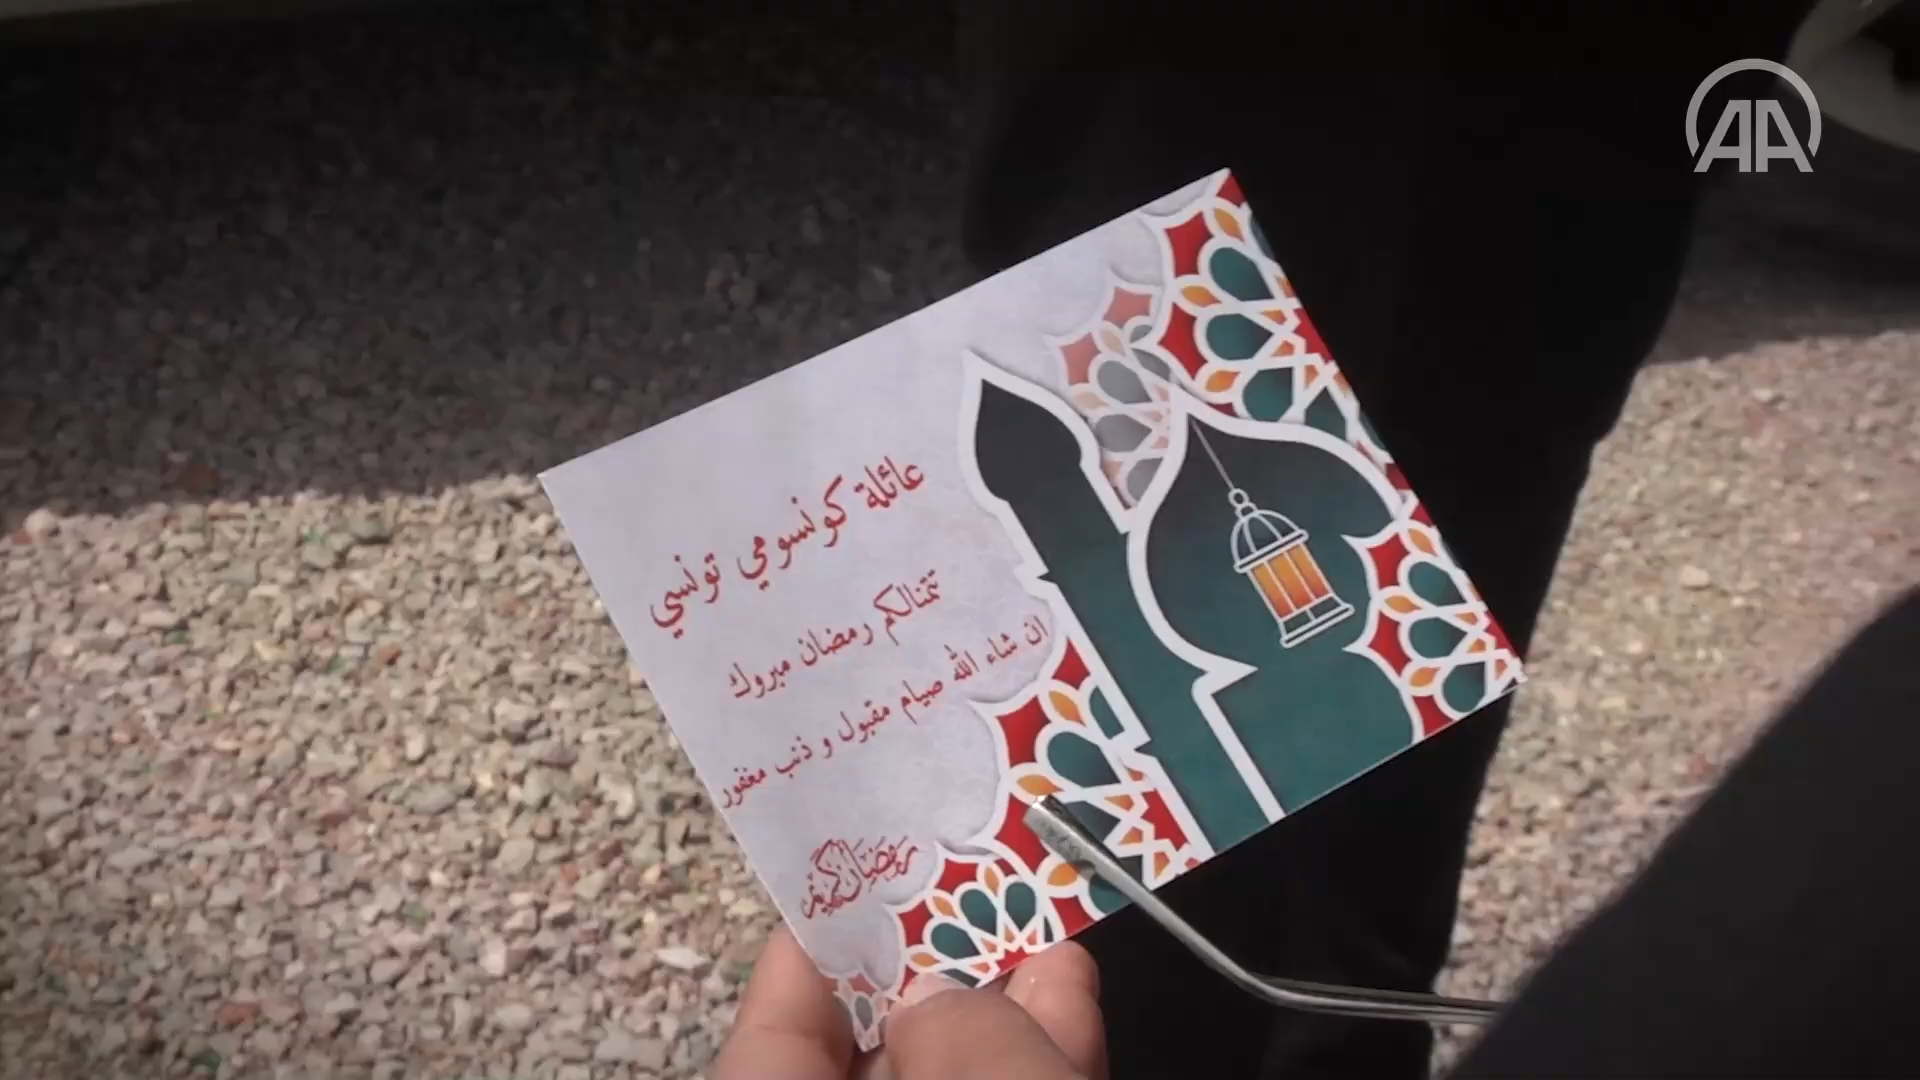 AA
عائلة كونسومي تونسي
تتمنالكم رمضان مبروك
ان شاء الله صيام مقبول و ذنب مغفور
رمضان كريم